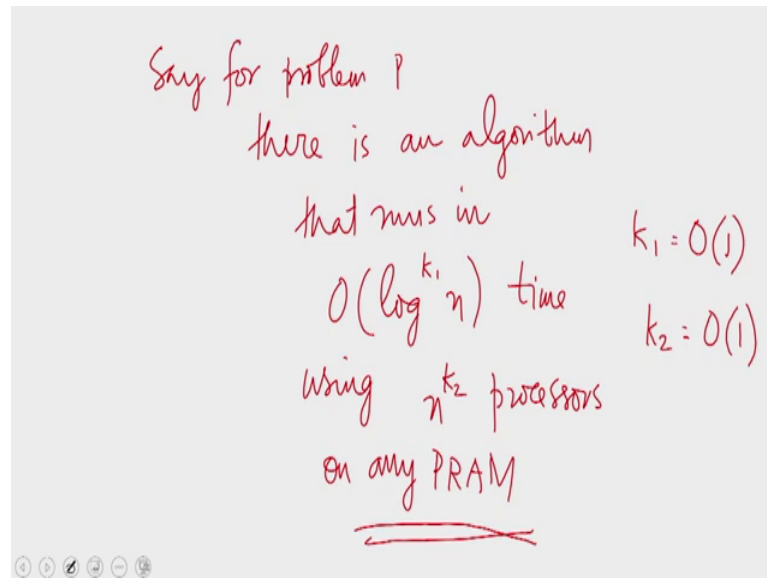 Say for problem P
there is an algorithm
that runs in
O(log^k₁ n) time
k₁ = O(1)
using n^k₂ processors
k₂ = O(1)
on any PRAM